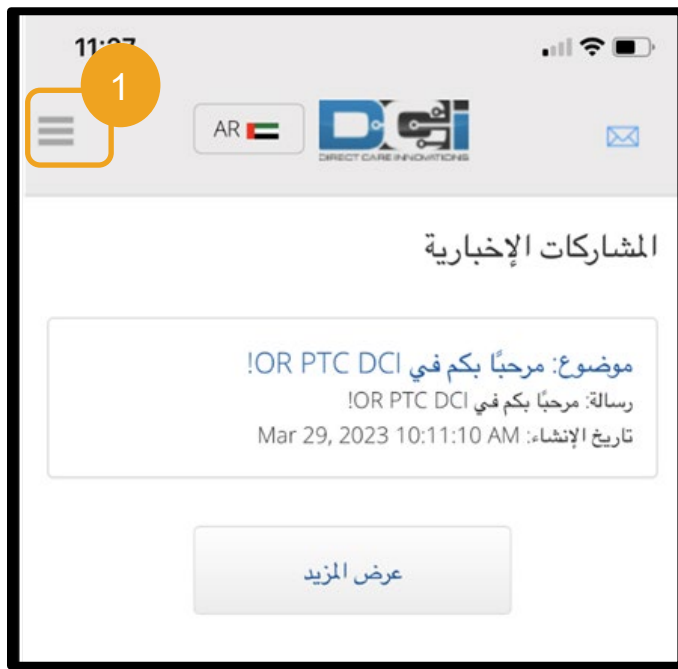 1
AR
DCI
DIRECT CARE INNOVATIONS
المشاركات الإخبارية
موضوع: مرحبًا بكم في OR PTC DCI!
رسالة: مرحبًا بكم في OR PTC DCI!
تاريخ الإنشاء: Mar 29, 2023 10:11:10 AM
عرض المزيد